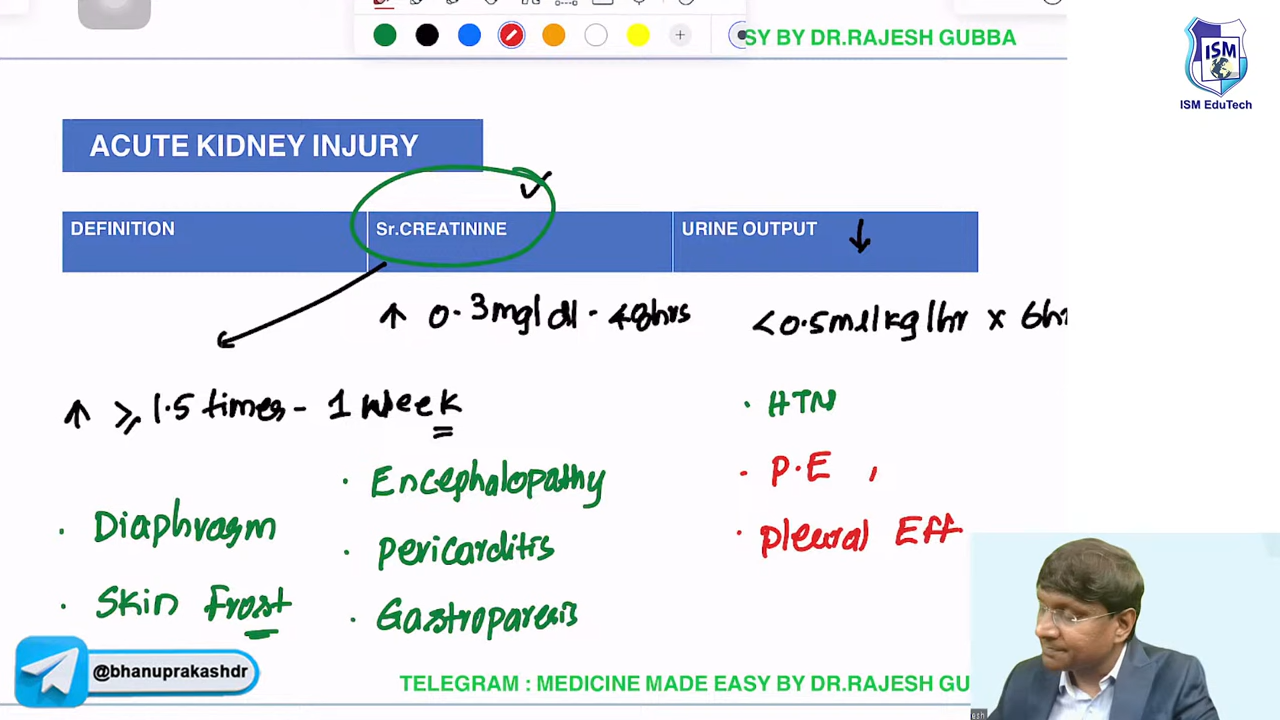 SY BY DR.RAJESH GUBBA
ISM
ISM EduTech
ACUTE KIDNEY INJURY
DEFINITION
Sr.CREATININE
URINE OUTPUT ↓
↑ 0.3mg/dl - 48hrs
<0.5ml/kg/hr x 6hr
↑ ≥ 1.5 times - 1 week
· Encephalopathy
· Pericarditis
· Gastroparesis
· Diaphragm
· Skin frost
· HTN
· P.E ,
· Pleural Eff
@bhanuprakashdr
TELEGRAM : MEDICINE MADE EASY BY DR.RAJESH GU